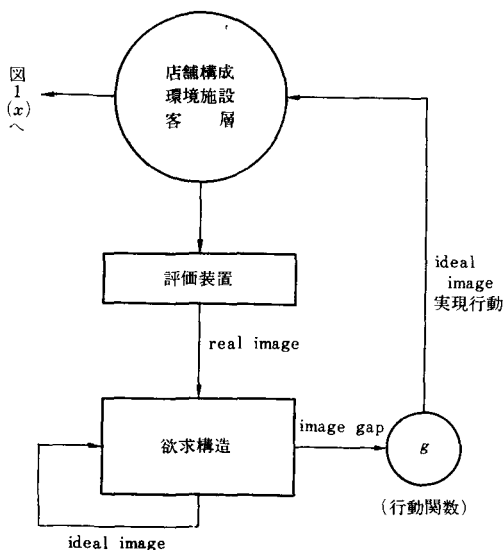 店舗構成
環境施設
客層
図1(x)へ
評価装置
real image
ideal
image
実現行動
欲求構造
image gap
g
(行動関数)
ideal image